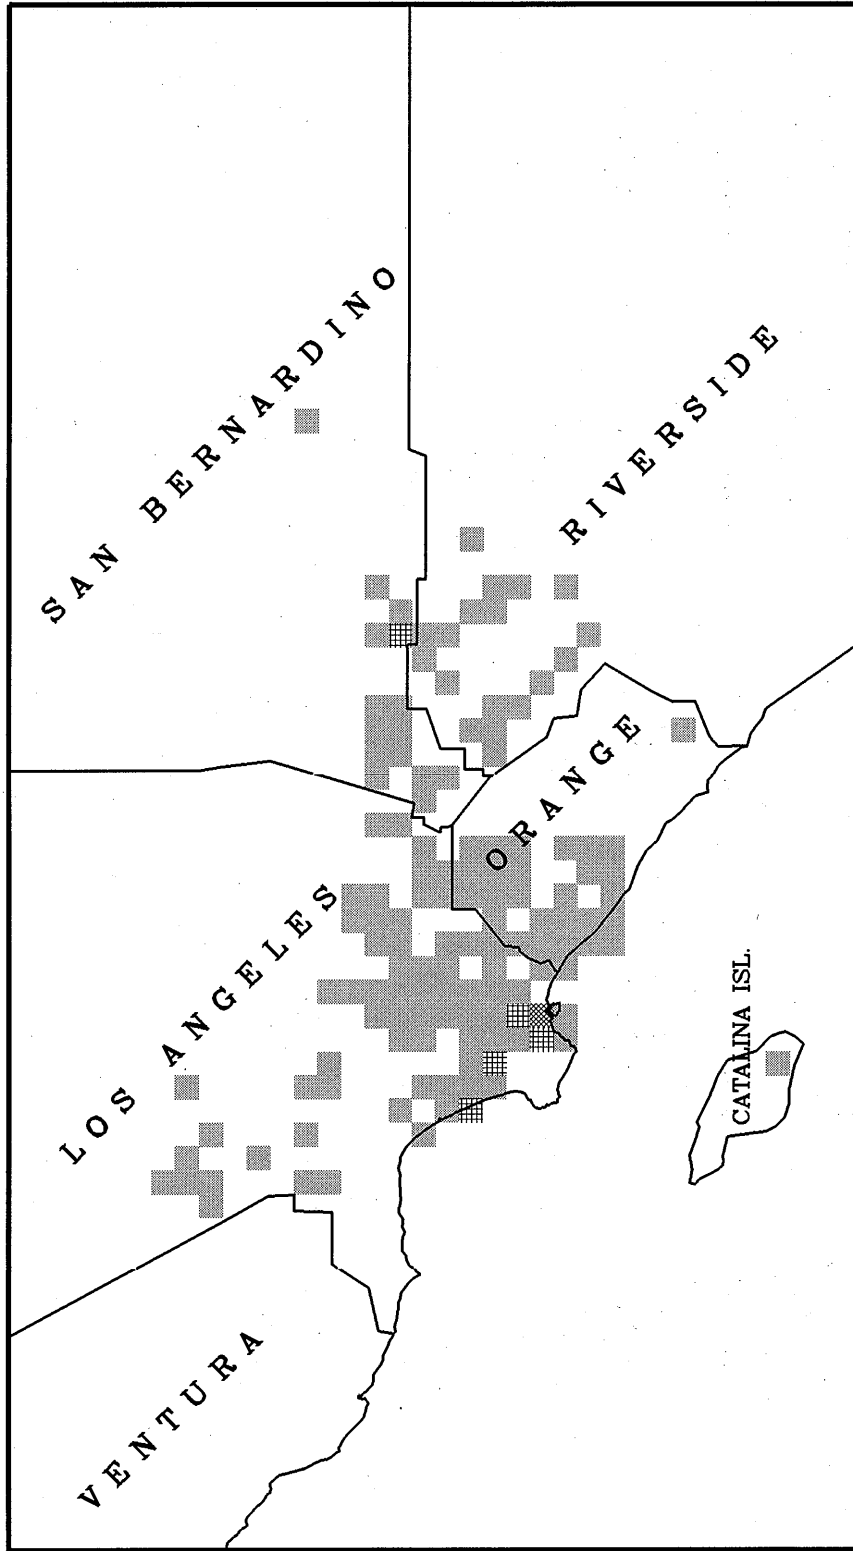 SAN BERNARDINO
RIVERSIDE
ORANGE
LOS ANGELES
CATALINA ISL.
VENTURA